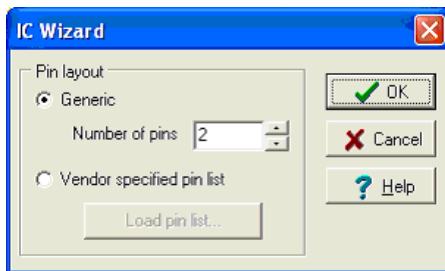 IC Wizard
Pin layout
Generic
Number of pins 2
Vendor specified pin list
Load pin list...
OK
Cancel
Help